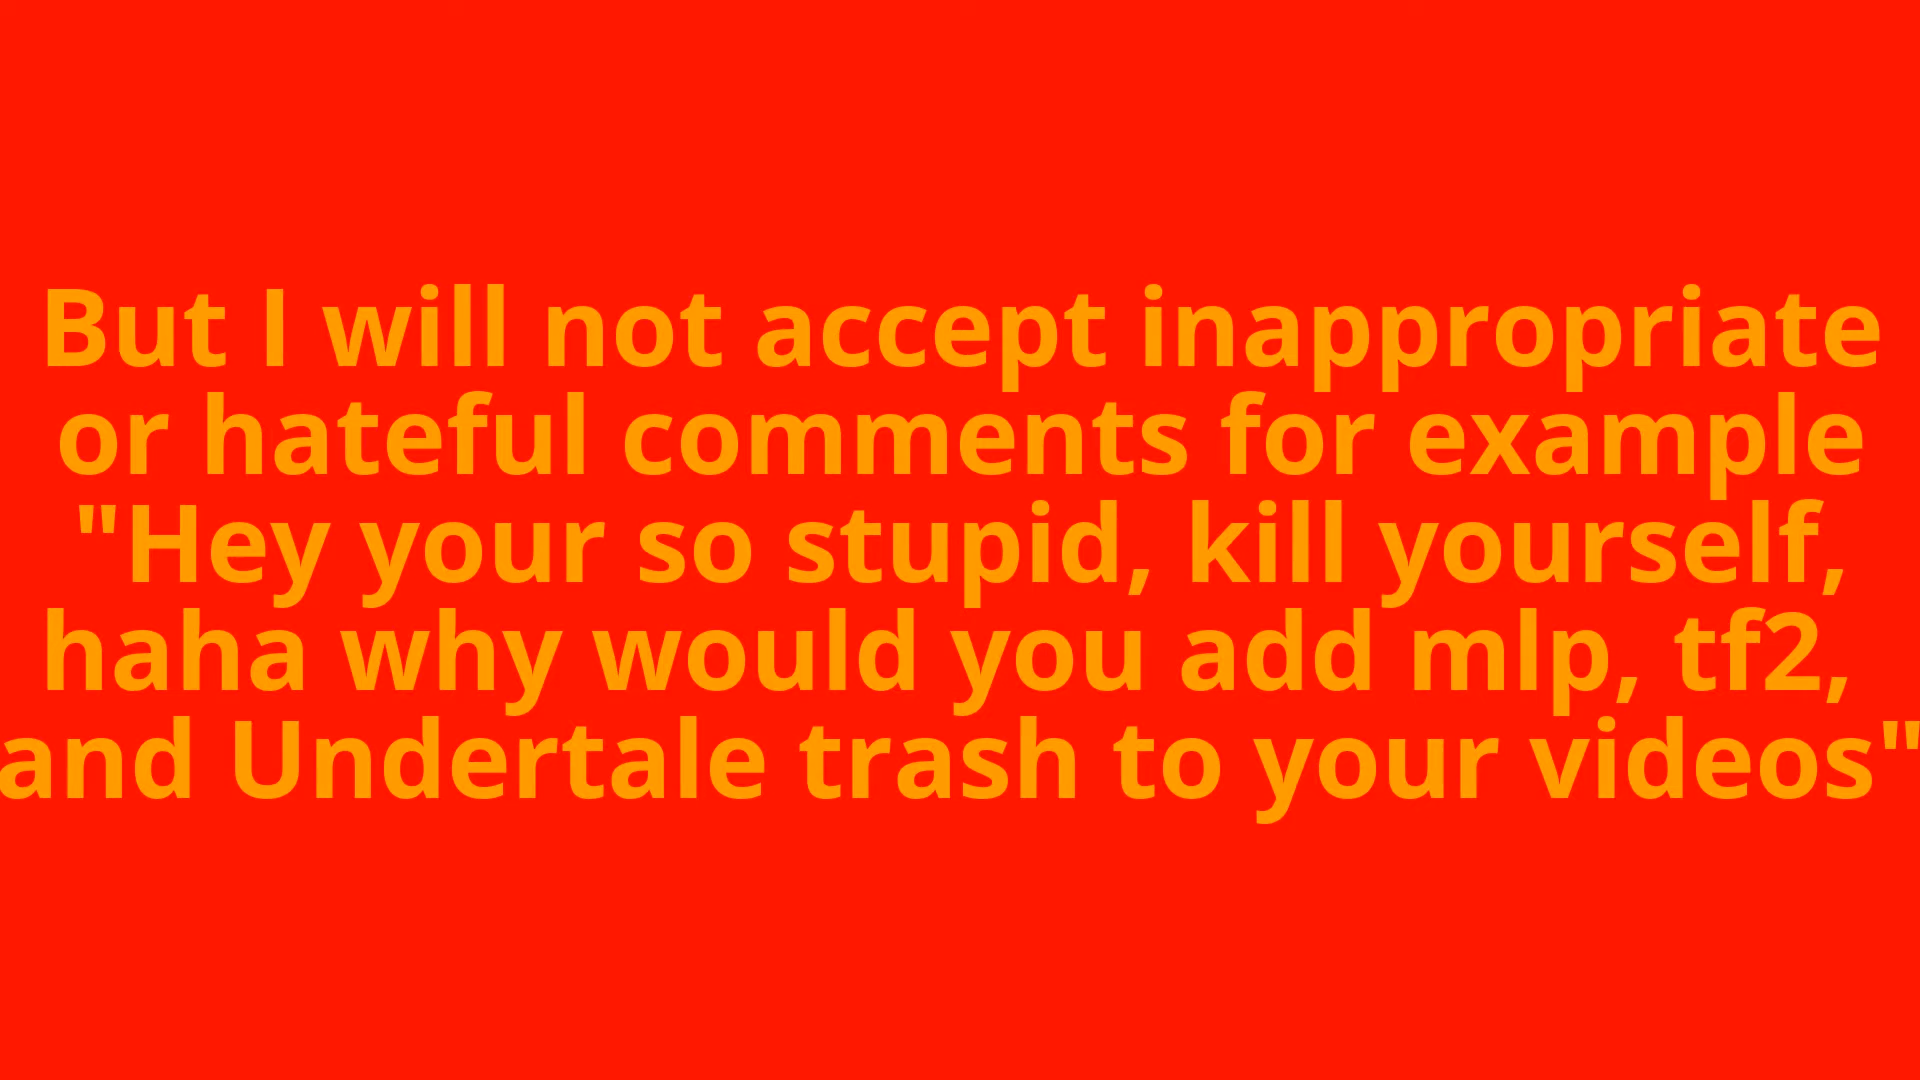 But I will not accept inappropriate
or hateful comments for example
"Hey your so stupid, kill yourself,
haha why would you add mlp, tf2,
and Undertale trash to your videos"